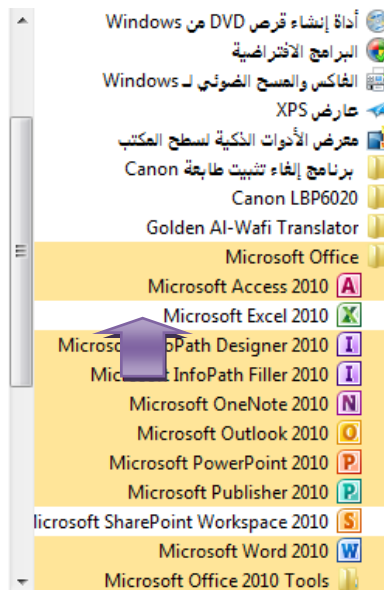 أداة إنشاء قرص DVD من Windows
البرامج الافتراضية
الفاكس والمسح الضوئي لـ Windows
عارض XPS
معرض الأدوات الذكية لسطح المكتب
برنامج إلغاء تثبيت طابعة Canon
Canon LBP6020
Golden Al-Wafi Translator
Microsoft Office
Microsoft Access 2010
Microsoft Excel 2010
Path Designer 2010
InfoPath Filler 2010
Microsoft OneNote 2010
Microsoft Outlook 2010
Microsoft PowerPoint 2010
Microsoft Publisher 2010
licrosoft SharePoint Workspace 2010
Microsoft Word 2010
Microsoft Office 2010 Tools